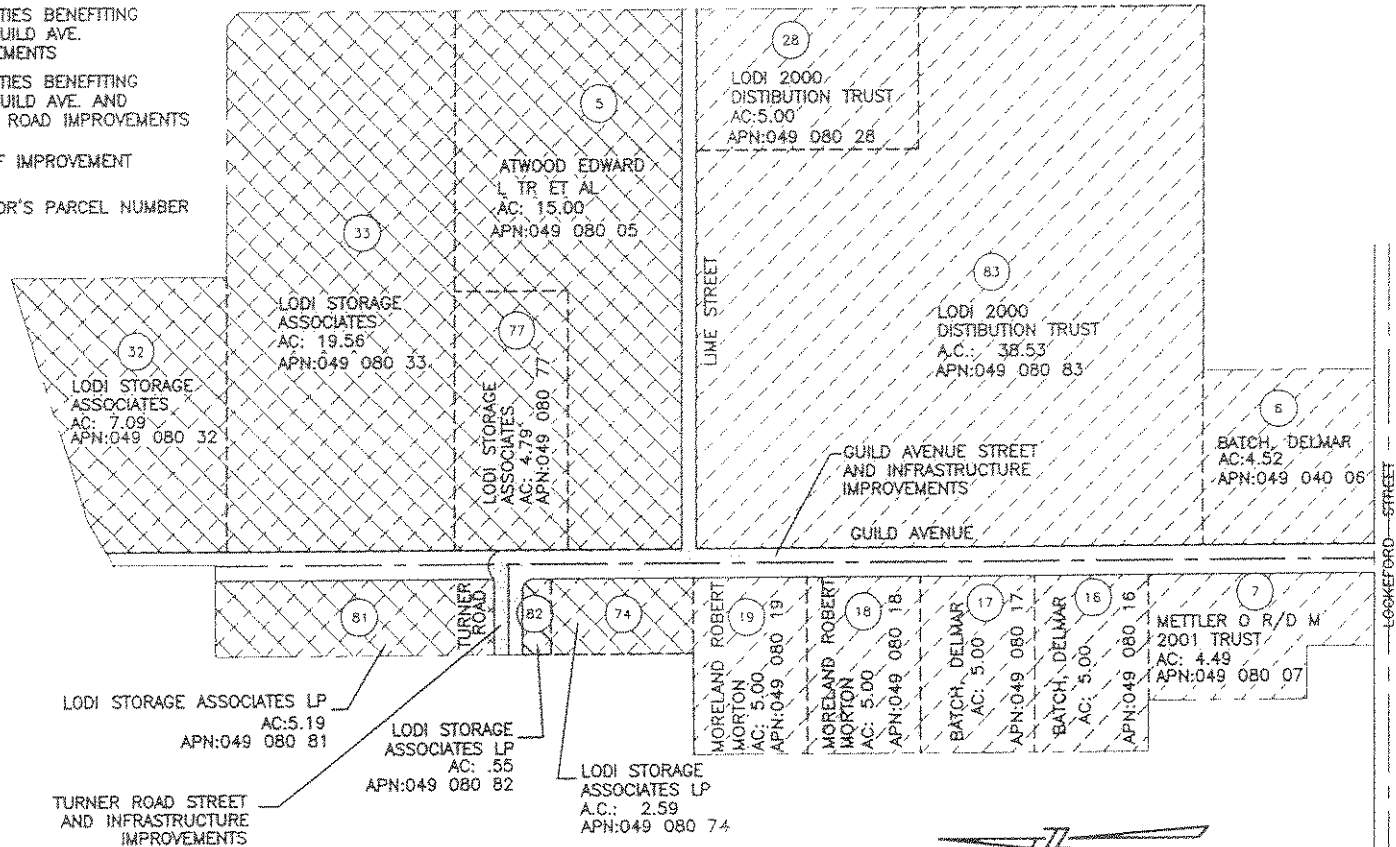 TIES BENEFITING
UILD AVE.
EMENTS
TIES BENEFITING
UILD AVE. AND
ROAD IMPROVEMENTS
F IMPROVEMENT
OR'S PARCEL NUMBER
28
LODI 2000
DISTIBUTION TRUST
AC:5.00
APN:049 080 28
5
ATWOOD EDWARD
L TR ET AL
AC: 15.00
APN:049 080 05
33
LODI STORAGE
ASSOCIATES
AC: 19.56
APN:049 080 33
32
LODI STORAGE
ASSOCIATES
AC: 7.09
APN:049 080 32
77
LODI STORAGE
ASSOCIATES
AC: 4.79
APN:049 080 77
LIME STREET
83
LODI 2000
DISTIBUTION TRUST
A.C.: 38.53
APN:049 080 83
6
BATCH, DELMAR
AC:4.52
APN:049 040 06
GUILD AVENUE STREET
AND INFRASTRUCTURE
IMPROVEMENTS
GUILD AVENUE
LOCKEFORD STREET
81
TURNER
ROAD
82
74
19
MORELAND ROBERT
MORTON
AC: 5.00
APN:049 080 19
18
MORELAND ROBERT
MORTON
AC: 5.00
APN:049 080 18
17
BATCH, DELMAR
AC: 5.00
APN:049 080 17
16
BATCH, DELMAR
AC: 5.00
APN:049 080 16
7
METTLER O R/D M
2001 TRUST
AC: 4.49
APN:049 080 07
LODI STORAGE ASSOCIATES LP
AC:5.19
APN:049 080 81
LODI STORAGE
ASSOCIATES LP
AC: .55
APN:049 080 82
LODI STORAGE
ASSOCIATES LP
A.C.: 2.59
APN:049 080 74
TURNER ROAD STREET
AND INFRASTRUCTURE
IMPROVEMENTS